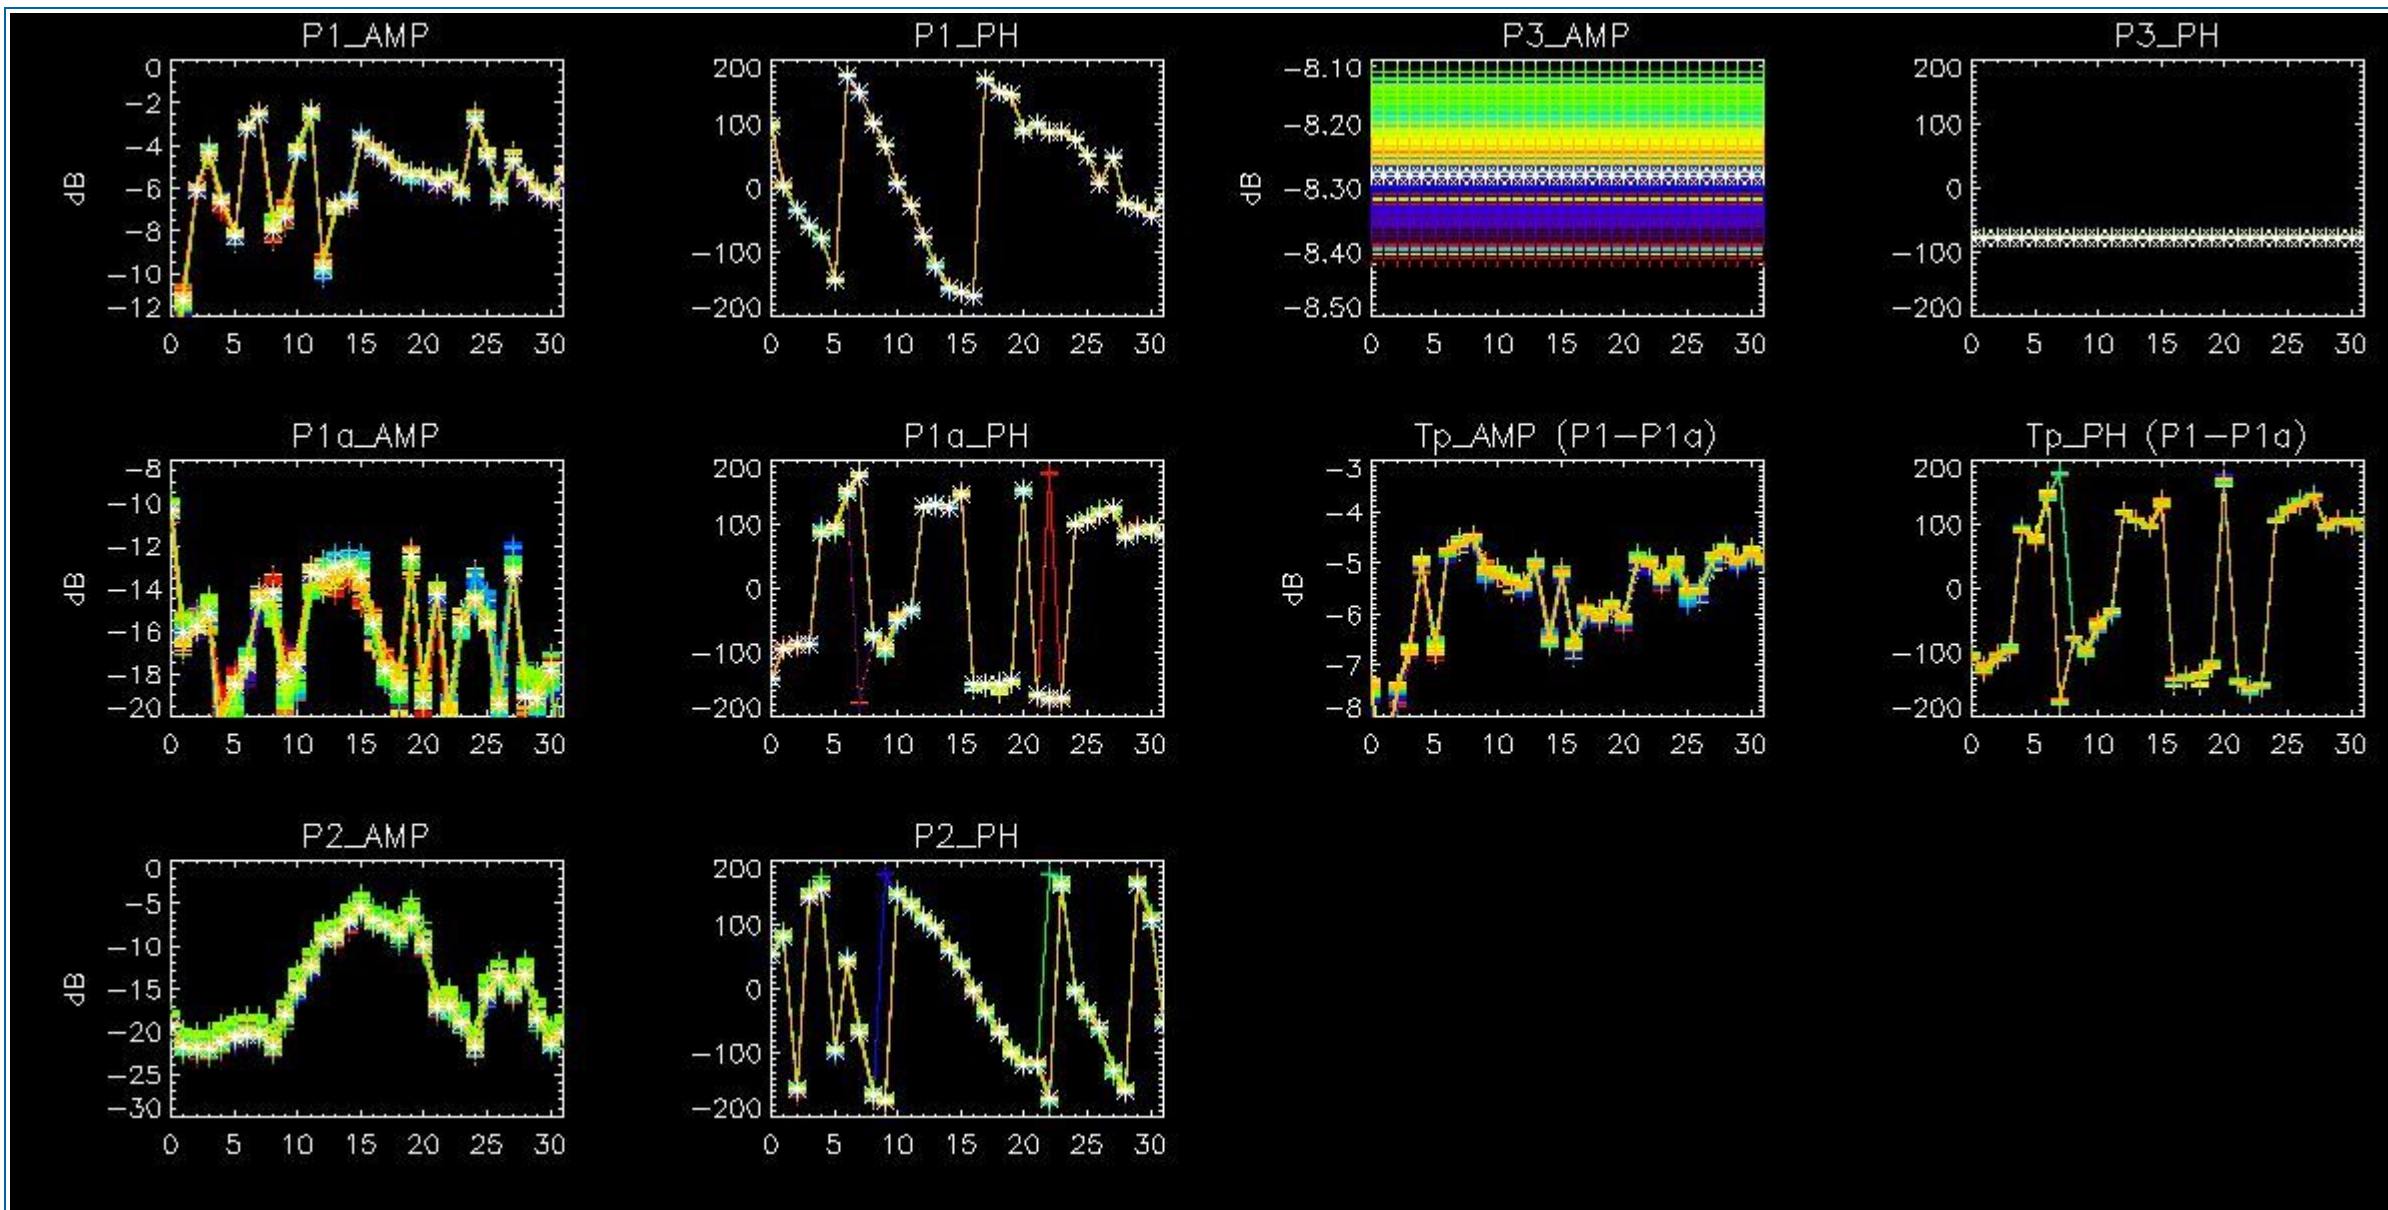 P1_AMP P1_PH P3_AMP P3_PH
0 200 −8.10 200
−2
−4 100 −8.20 100
dB −6 0 dB −8.30 0
−8
−10 −100 −8.40 −100
−12 −200 −8.50 −200
0 5 10 15 20 25 30 0 5 10 15 20 25 30 0 5 10 15 20 25 30 0 5 10 15 20 25 30
P1a_AMP P1a_PH Tp_AMP (P1−P1a) Tp_PH (P1−P1a)
−8 200 −3 200
−10 100 −4 100
−12
dB −14 0 dB −5 0
−16 −6
−18 −100 −7 −100
−20 −200 −8 −200
0 5 10 15 20 25 30 0 5 10 15 20 25 30 0 5 10 15 20 25 30 0 5 10 15 20 25 30
P2_AMP P2_PH
0 200
−5 100
−10
dB −15 0
−20 −100
−25
−30 −200
0 5 10 15 20 25 30 0 5 10 15 20 25 30